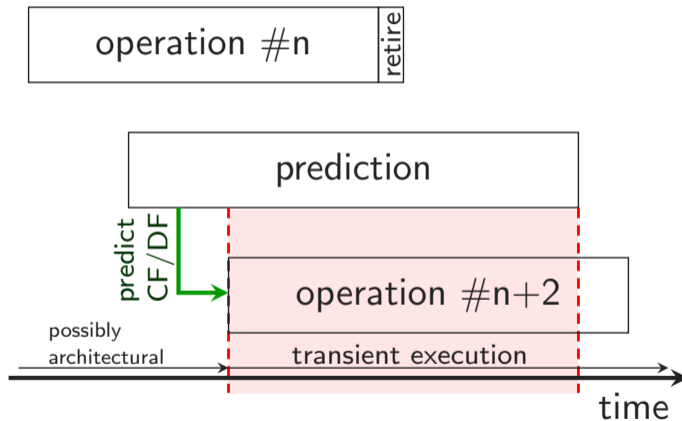 operation #n
retire
prediction
predict
CF/DF
operation #n+2
possibly
architectural
transient execution
time